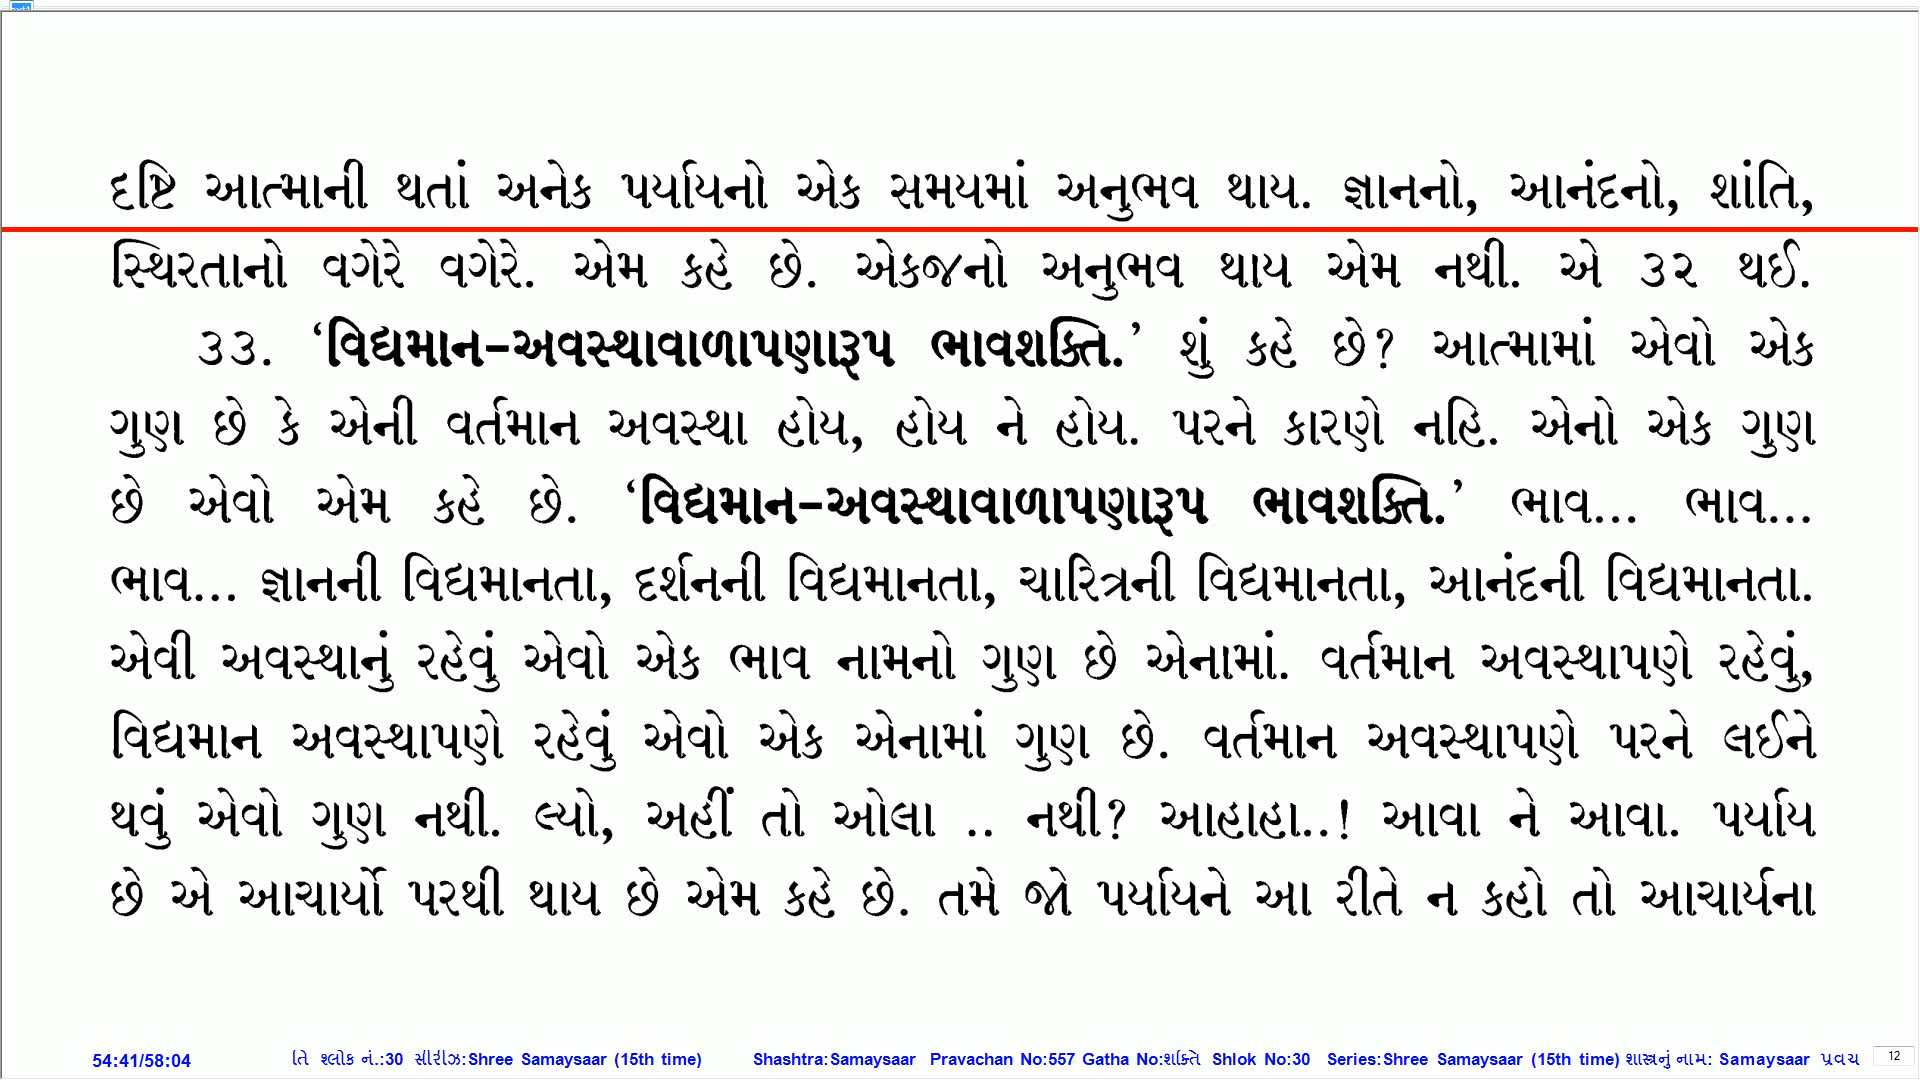 દૃષ્ટિ આત્માની થતાં અનેક પર્યાયનો એક સમયમાં અનુભવ થાય. જ્ઞાનનો, આનંદનો, શાંતિ,
સ્થિરતાનો વગેરે વગેરે. એમ કહે છે. એકજનો અનુભવ થાય એમ નથી. એ ૩૨ થઈ.
૩૩. ‘વિદ્યમાન-અવસ્થાવાળાપણારૂપ ભાવશક્તિ.’ શું કહે છે? આત્મામાં એવો એક
ગુણ છે કે એની વર્તમાન અવસ્થા હોય, હોય ને હોય. પરને કારણે નહિ. એનો એક ગુણ
છે એવો એમ કહે છે. ‘વિદ્યમાન-અવસ્થાવાળાપણારૂપ ભાવશક્તિ.’ ભાવ... ભાવ...
ભાવ... જ્ઞાનની વિદ્યમાનતા, દર્શનની વિદ્યમાનતા, ચારિત્રની વિદ્યમાનતા, આનંદની વિદ્યમાનતા.
એવી અવસ્થાનું રહેવું એવો એક ભાવ નામનો ગુણ છે એનામાં. વર્તમાન અવસ્થાપણે રહેવું,
વિદ્યમાન અવસ્થાપણે રહેવું એવો એક એનામાં ગુણ છે. વર્તમાન અવસ્થાપણે પરને લઈને
થવું એવો ગુણ નથી. લ્યો, અહીં તો ઓલા .. નથી? આહાહા..! આવા ને આવા. પર્યાય
છે એ આચાર્યો પરથી થાય છે એમ કહે છે. તમે જો પર્યાયને આ રીતે ન કહો તો આચાર્યના
54:41/58:04 તિ શ્લોક નં.:30 સીરીઝ:Shree Samaysaar (15th time) Shashtra:Samaysaar Pravachan No:557 Gatha No:શક્તિ Shlok No:30 Series:Shree Samaysaar (15th time) શાસ્ત્રનું નામ: Samaysaar પ્રવચ 12